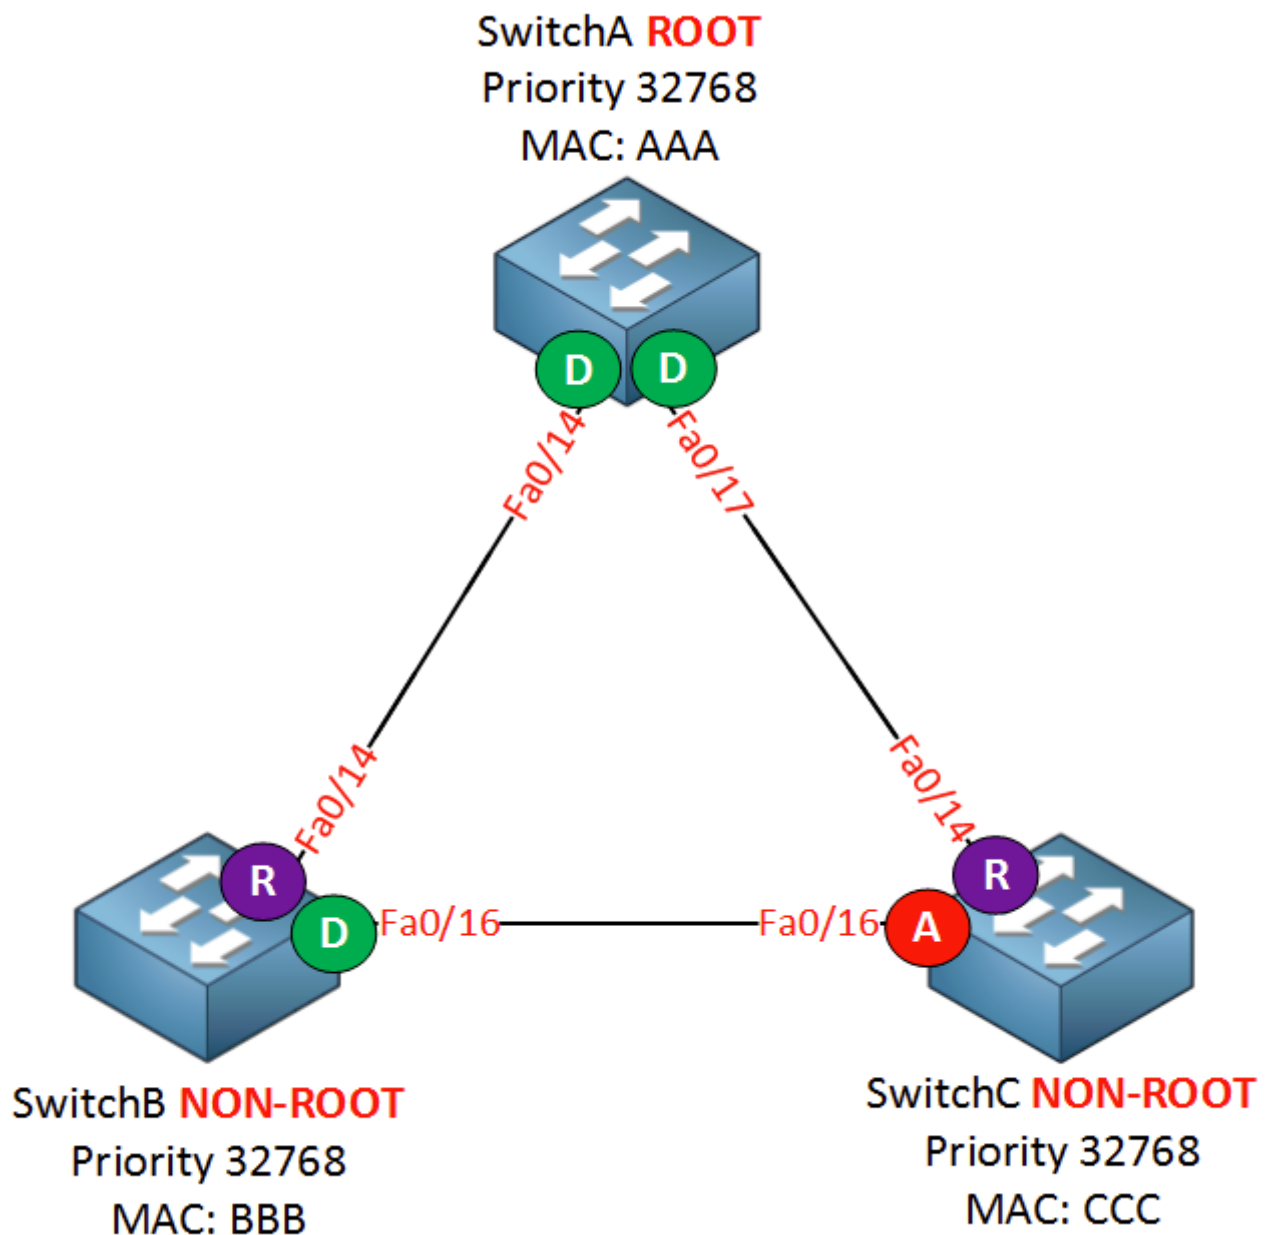 SwitchA ROOT
Priority 32768
MAC: AAA
D
D
Fa0/14
Fa0/17
Fa0/14
Fa0/14
R
R
D
Fa0/16
Fa0/16
A
SwitchB NON-ROOT
Priority 32768
MAC: BBB
SwitchC NON-ROOT
Priority 32768
MAC: CCC